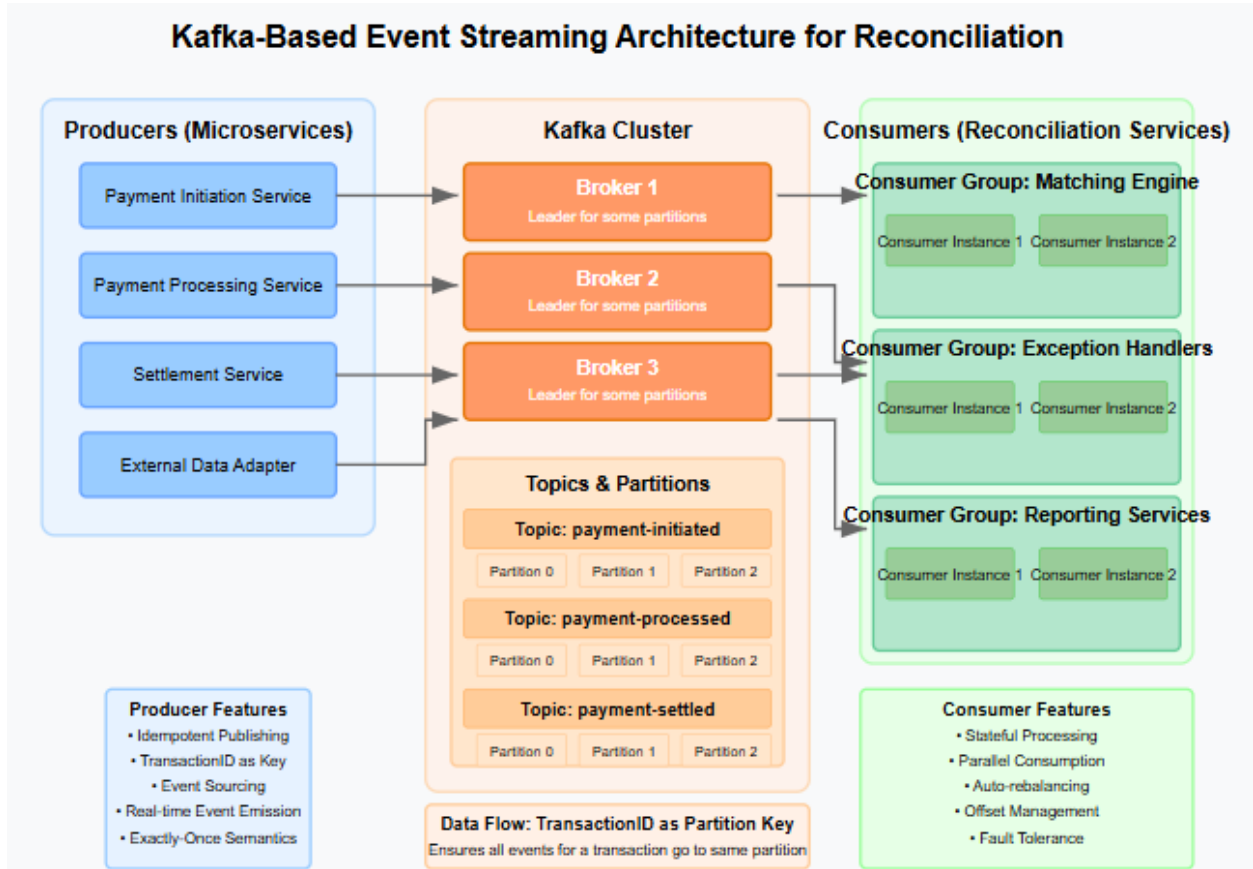 Kafka-Based Event Streaming Architecture for Reconciliation
Producers (Microservices)
Payment Initiation Service
Payment Processing Service
Settlement Service
External Data Adapter
Kafka Cluster
Broker 1
Leader for some partitions
Broker 2
Leader for some partitions
Broker 3
Leader for some partitions
Topics & Partitions
Topic: payment-initiated
Partition 0 Partition 1 Partition 2
Topic: payment-processed
Partition 0 Partition 1 Partition 2
Topic: payment-settled
Partition 0 Partition 1 Partition 2
Consumers (Reconciliation Services)
Consumer Group: Matching Engine
Consumer Instance 1 Consumer Instance 2
Consumer Group: Exception Handlers
Consumer Instance 1 Consumer Instance 2
Consumer Group: Reporting Services
Consumer Instance 1 Consumer Instance 2
Producer Features
• Idempotent Publishing
• TransactionID as Key
• Event Sourcing
• Real-time Event Emission
• Exactly-Once Semantics
Data Flow: TransactionID as Partition Key
Ensures all events for a transaction go to same partition
Consumer Features
• Stateful Processing
• Parallel Consumption
• Auto-rebalancing
• Offset Management
• Fault Tolerance